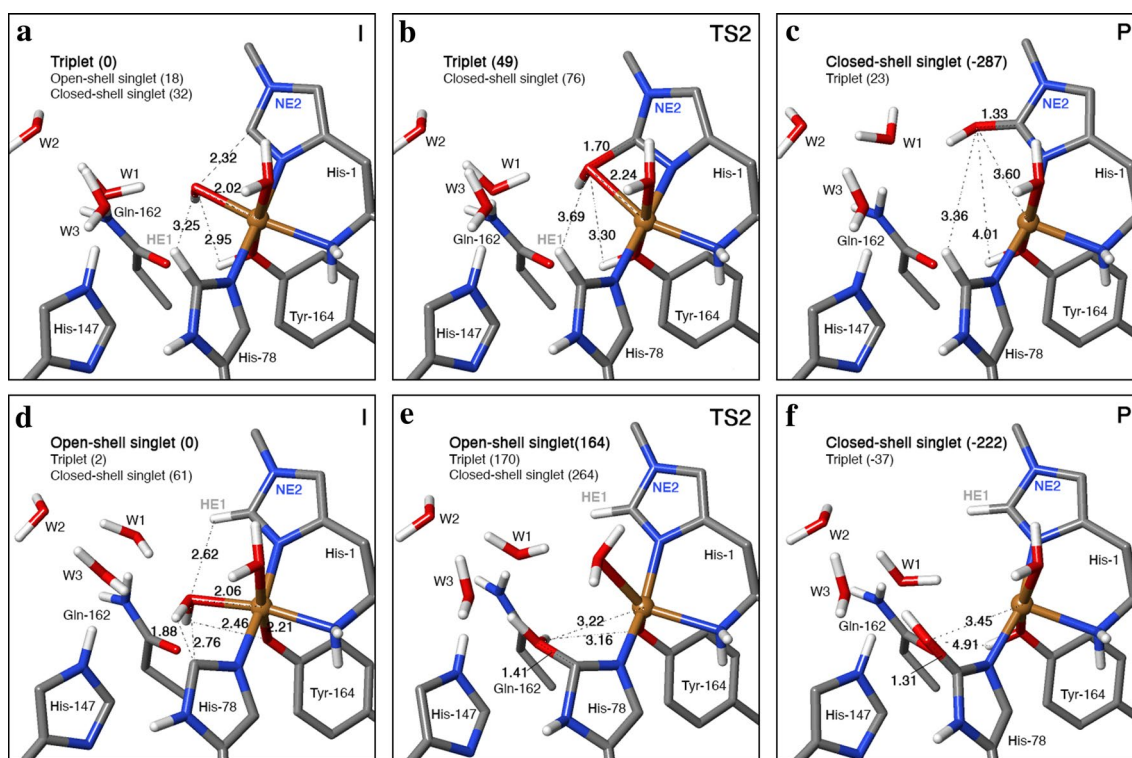 a
I
Triplet (0)
Open-shell singlet (18)
Closed-shell singlet (32)
NE2
W2
2.32
W1
His-1
2.02
Gln-162
3.25
W3
HE1
2.95
His-147
Tyr-164
His-78
b
TS2
Triplet (49)
Closed-shell singlet (76)
NE2
W2
1.70
W1
2.24
His-1
W3
3.69
Gln-162
HE1
3.30
His-147
Tyr-164
His-78
c
P
Closed-shell singlet (-287)
Triplet (23)
NE2
1.33
W2
W1
His-1
3.60
W3
Gln-162
3.36
4.01
His-147
Tyr-164
His-78
d
I
Open-shell singlet (0)
Triplet (2)
Closed-shell singlet (61)
NE2
HE1
W2
W1
His-1
2.62
W3
2.06
Gln-162
1.88
2.46
2.21
2.76
His-147
His-78
Tyr-164
e
TS2
Open-shell singlet(164)
Triplet (170)
Closed-shell singlet (264)
NE2
HE1
W2
W1
His-1
W3
3.22
3.16
1.41
Gln-162
His-147
His-78
Tyr-164
f
P
Closed-shell singlet (-222)
Triplet (-37)
HE1
NE2
W2
W1
His-1
W3
Gln-162
3.45
4.91
1.31
Tyr-164
His-147
His-78